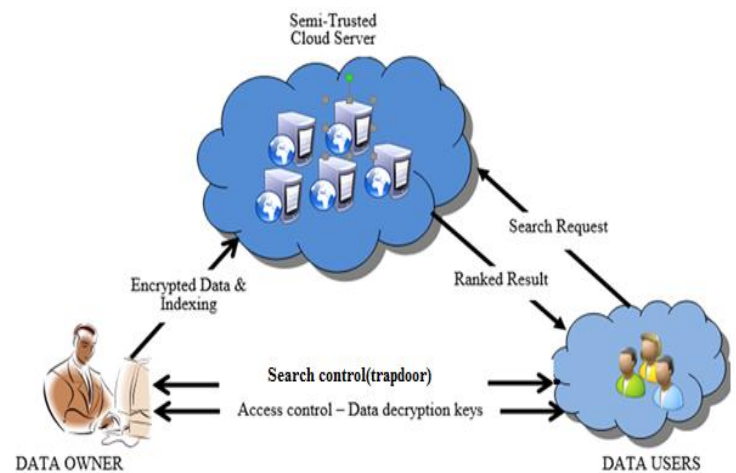 Semi-Trusted
Cloud Server
Search Request
Encrypted Data &
Indexing
Ranked Result
Search control(trapdoor)
Access control – Data decryption keys
DATA OWNER
DATA USERS